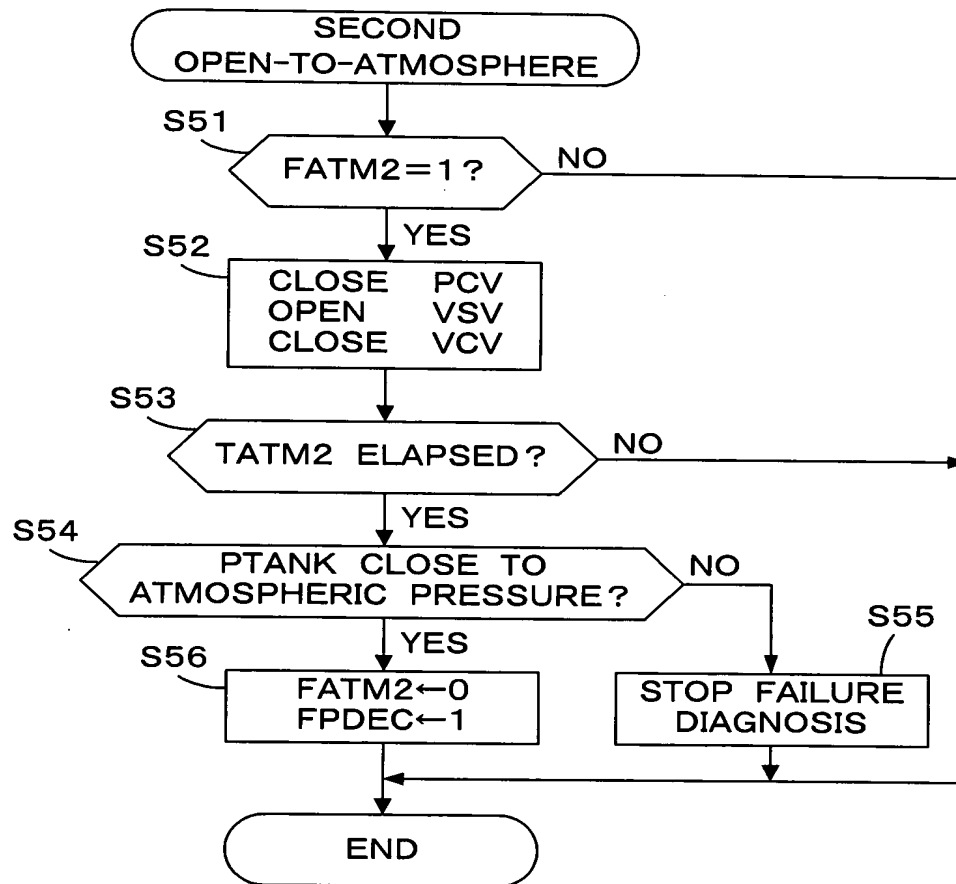 SECOND
OPEN-TO-ATMOSPHERE
S51
FATM2=1?
NO
YES
S52
CLOSE PCV
OPEN VSV
CLOSE VCV
S53
TATM2 ELAPSED?
NO
YES
S54
PTANK CLOSE TO
ATMOSPHERIC PRESSURE?
NO
YES
S55
STOP FAILURE
DIAGNOSIS
S56
FATM2←0
FPDEC←1
END